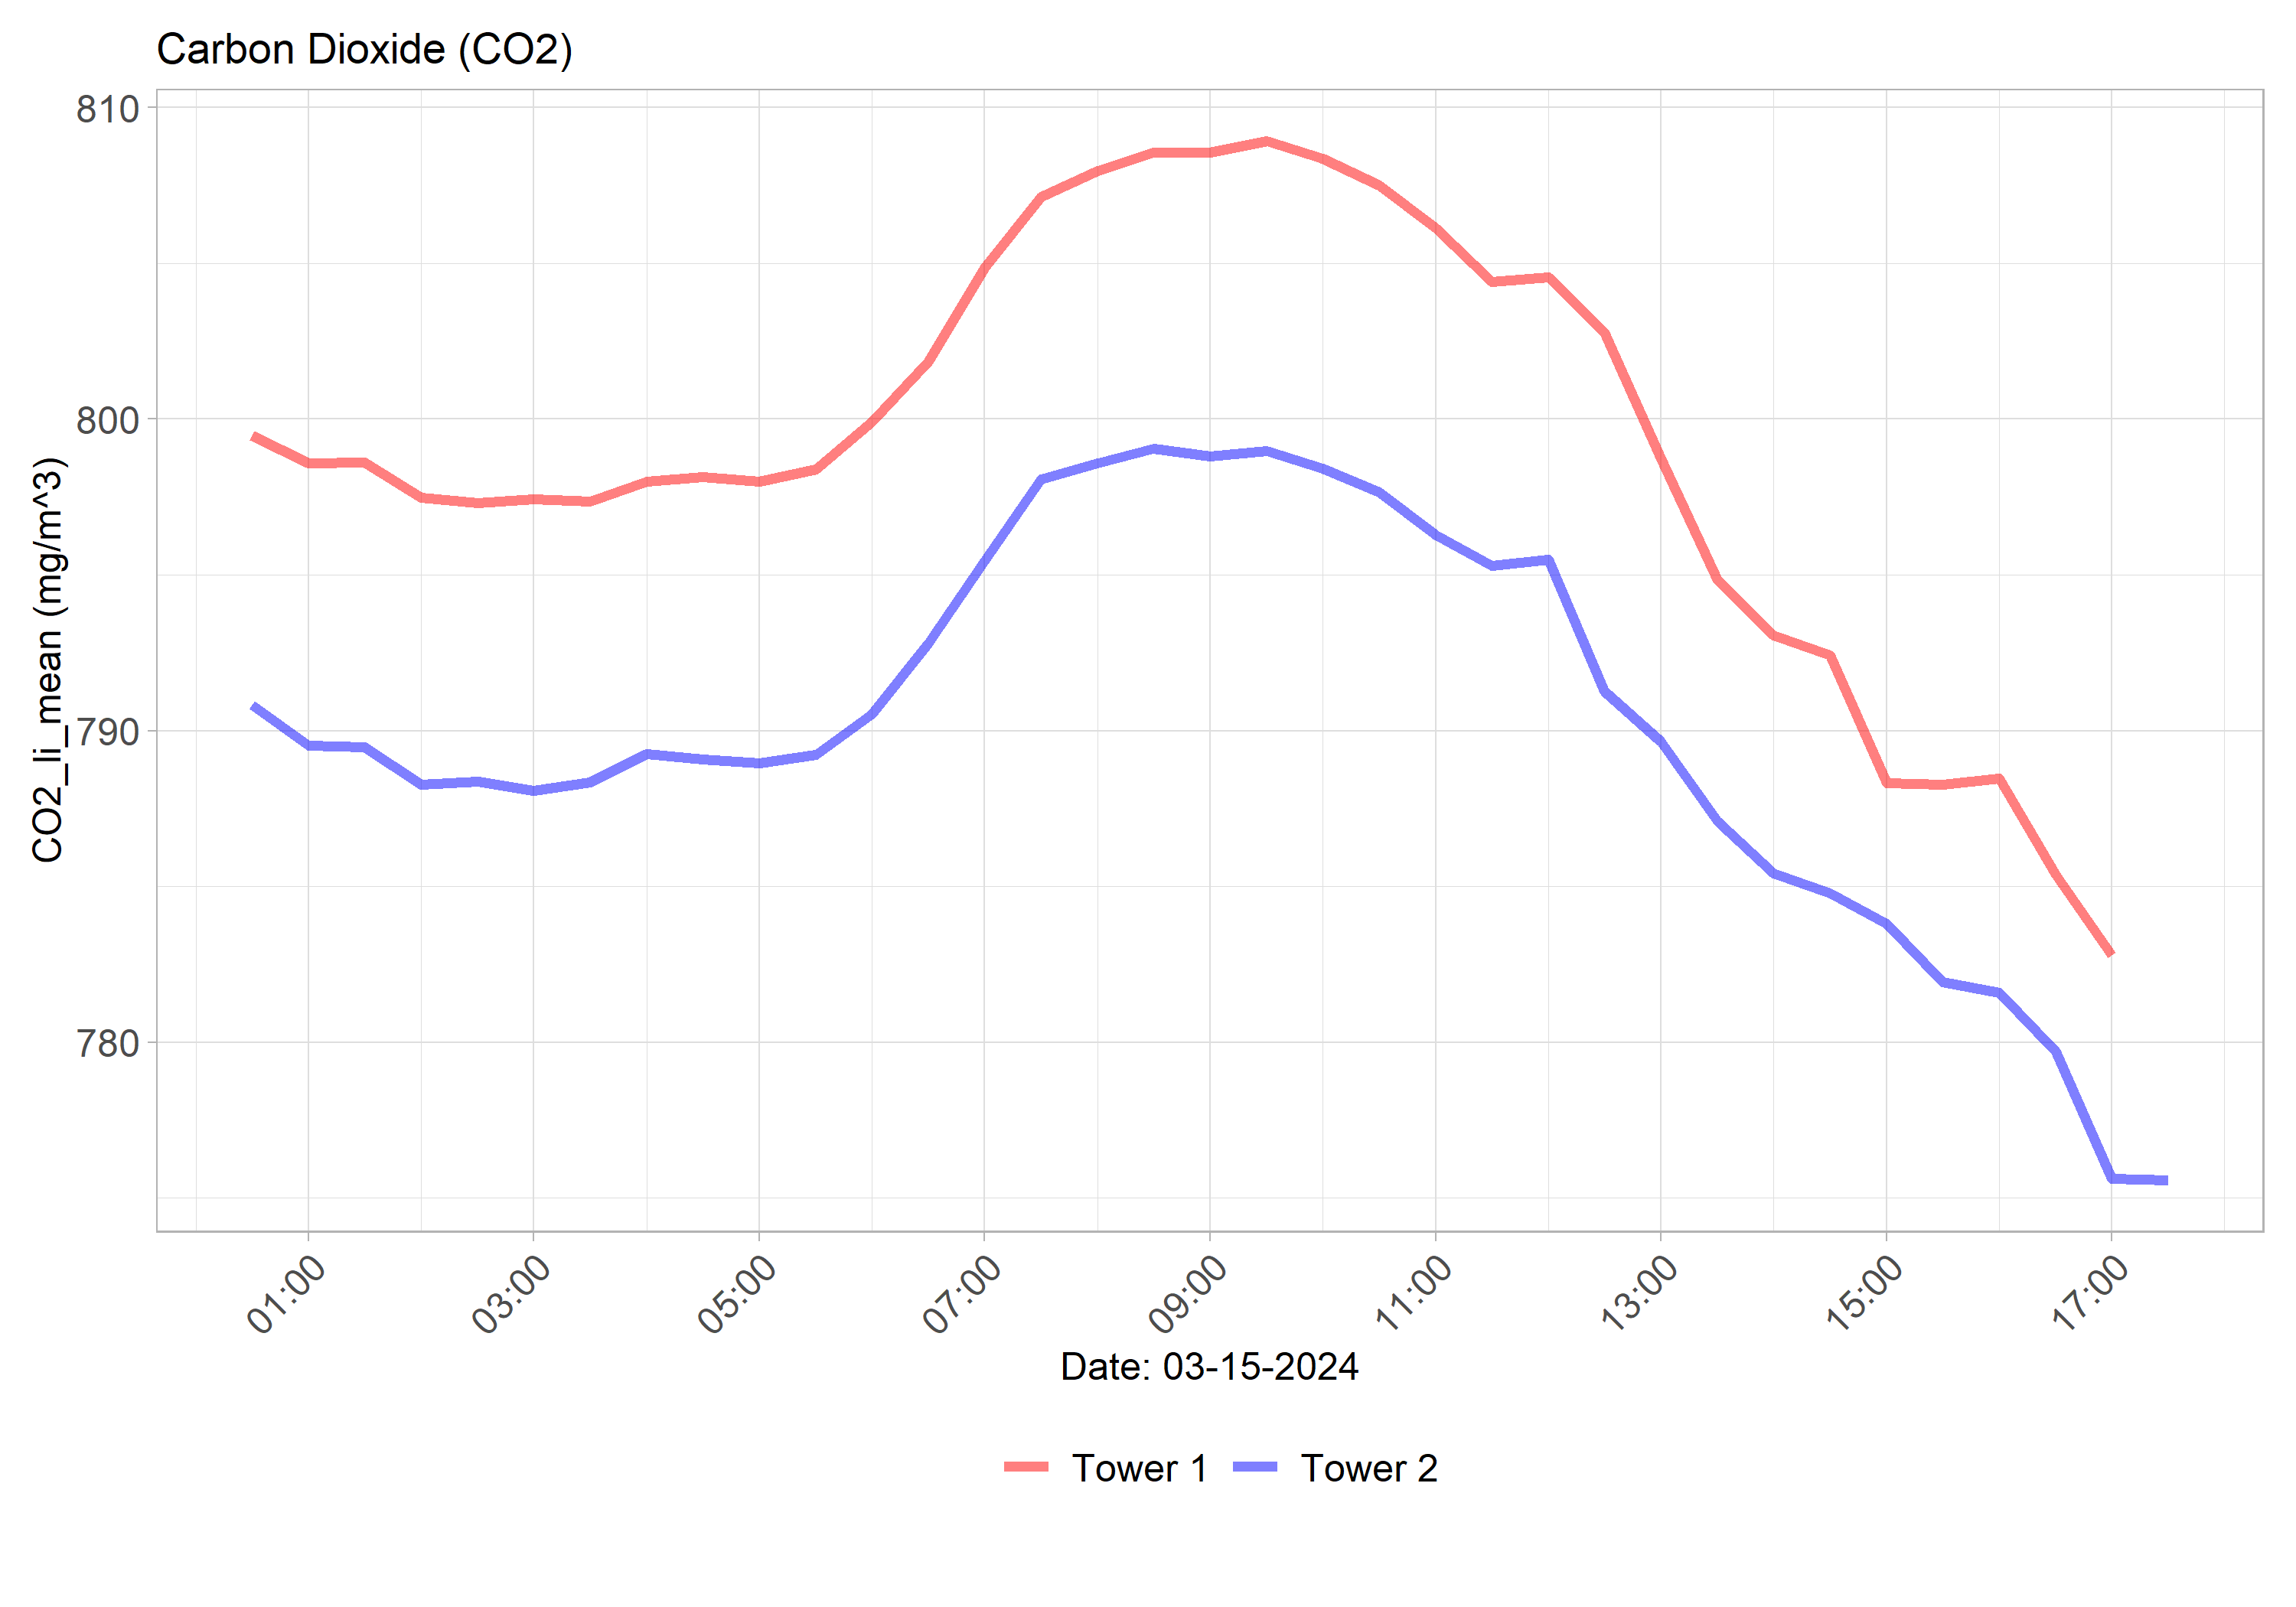 Carbon Dioxide (CO2)
810
800
790
780
CO2_li_mean (mg/m^3)
01:00
03:00
05:00
07:00
09:00
11:00
13:00
15:00
17:00
Date: 03-15-2024
Tower 1
Tower 2